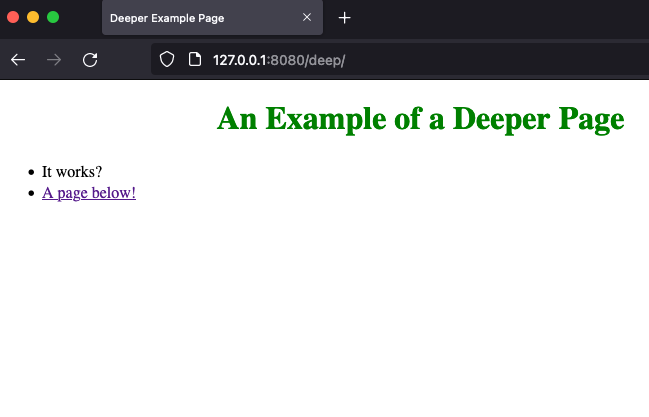 Deeper Example Page
127.0.0.1:8080/deep/
An Example of a Deeper Page
It works?
A page below!